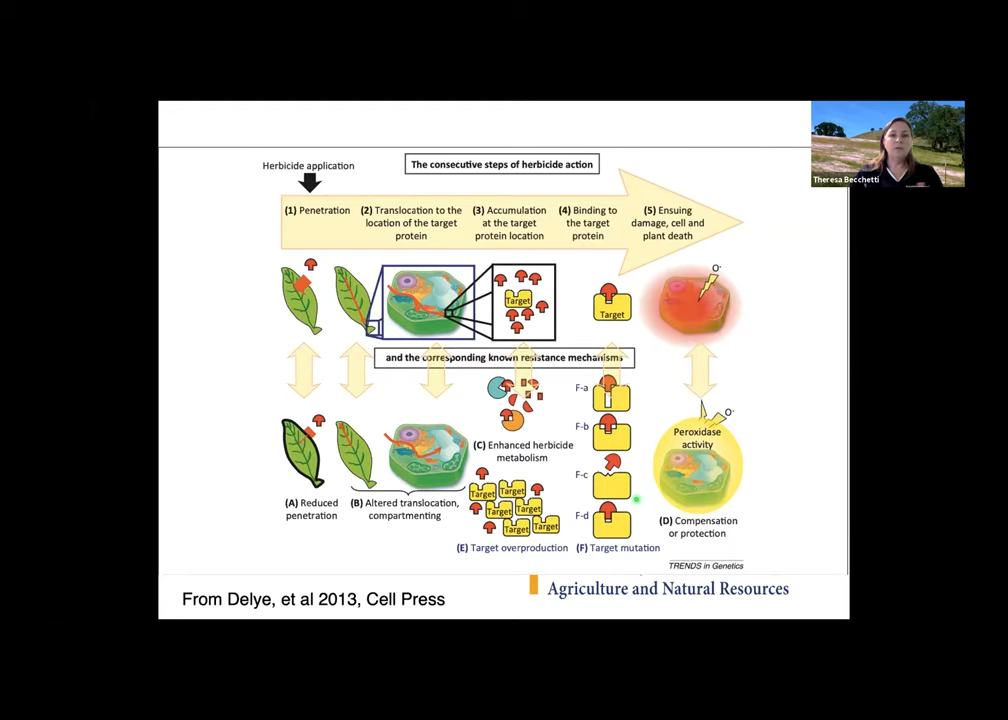 Theresa Becchetti
Herbicide application
The consecutive steps of herbicide action
(1) Penetration
(2) Translocation to the
location of the target
protein
(3) Accumulation
at the target
protein location
(4) Binding to
the target
protein
(5) Ensuing
damage, cell and
plant death
Target
Target
O·
and the corresponding known resistance mechanisms
F-a
F-b
F-c
F-d
O·
Peroxidase
activity
(C) Enhanced herbicide
metabolism
Target
Target
Target
Target
Target
Target
(A) Reduced
penetration
(B) Altered translocation,
compartmenting
(D) Compensation
or protection
(E) Target overproduction
(F) Target mutation
TRENDS in Genetics
From Delye, et al 2013, Cell Press
Agriculture and Natural Resources